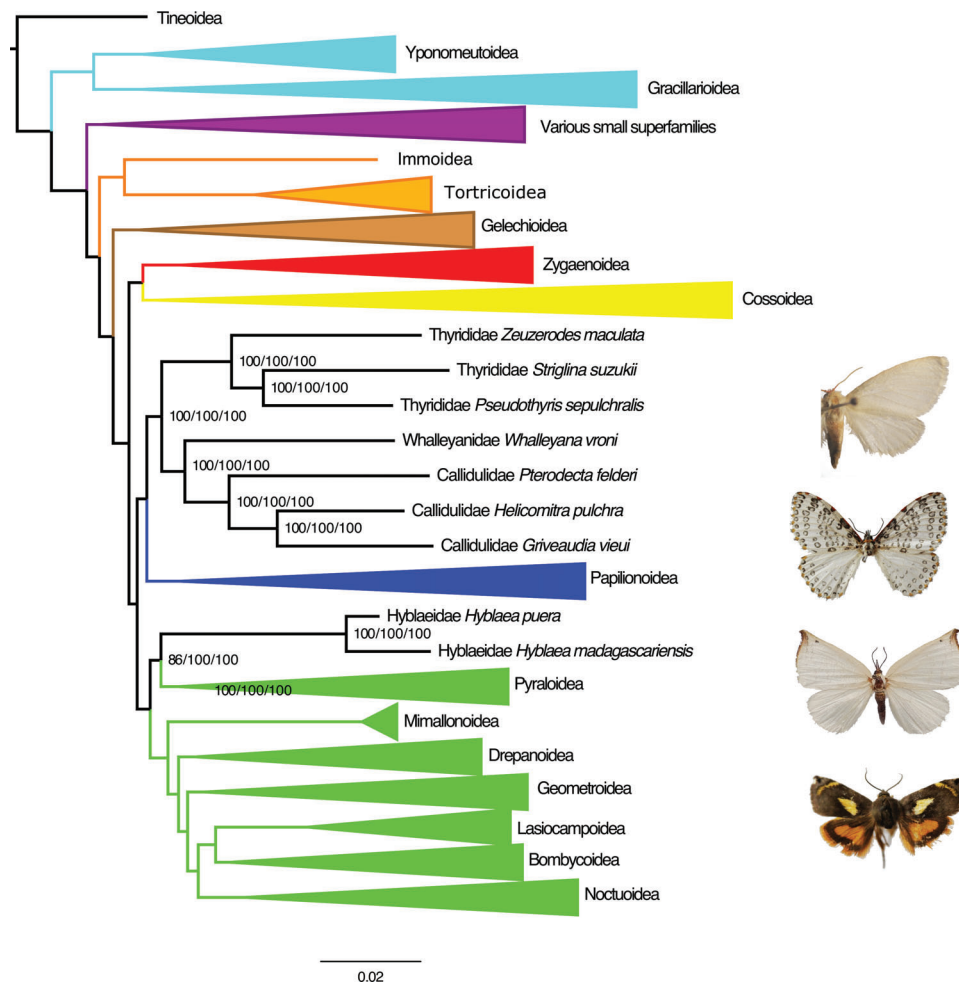 Tineoidea
Yponomeutoidea
Gracillarioidea
Various small superfamilies
Immoidea
Tortricoidea
Gelechioidea
Zygaenoidea
Cossoidea
Thyrididae Zeuzerodes maculata
100/100/100
Thyrididae Striglina suzukii
100/100/100
Thyrididae Pseudothyris sepulchralis
100/100/100
Whalleyanidae Whalleyana vroni
100/100/100
Callidulidae Pterodecta felderi
100/100/100
Callidulidae Helicomitra pulchra
100/100/100
Callidulidae Griveaudia vieui
Papilionoidea
Hyblaeidae Hyblaea puera
100/100/100
Hyblaeidae Hyblaea madagascariensis
86/100/100
Pyraloidea
100/100/100
Mimallonoidea
Drepanoidea
Geometroidea
Lasiocampoidea
Bombycoidea
Noctuoidea
0.02